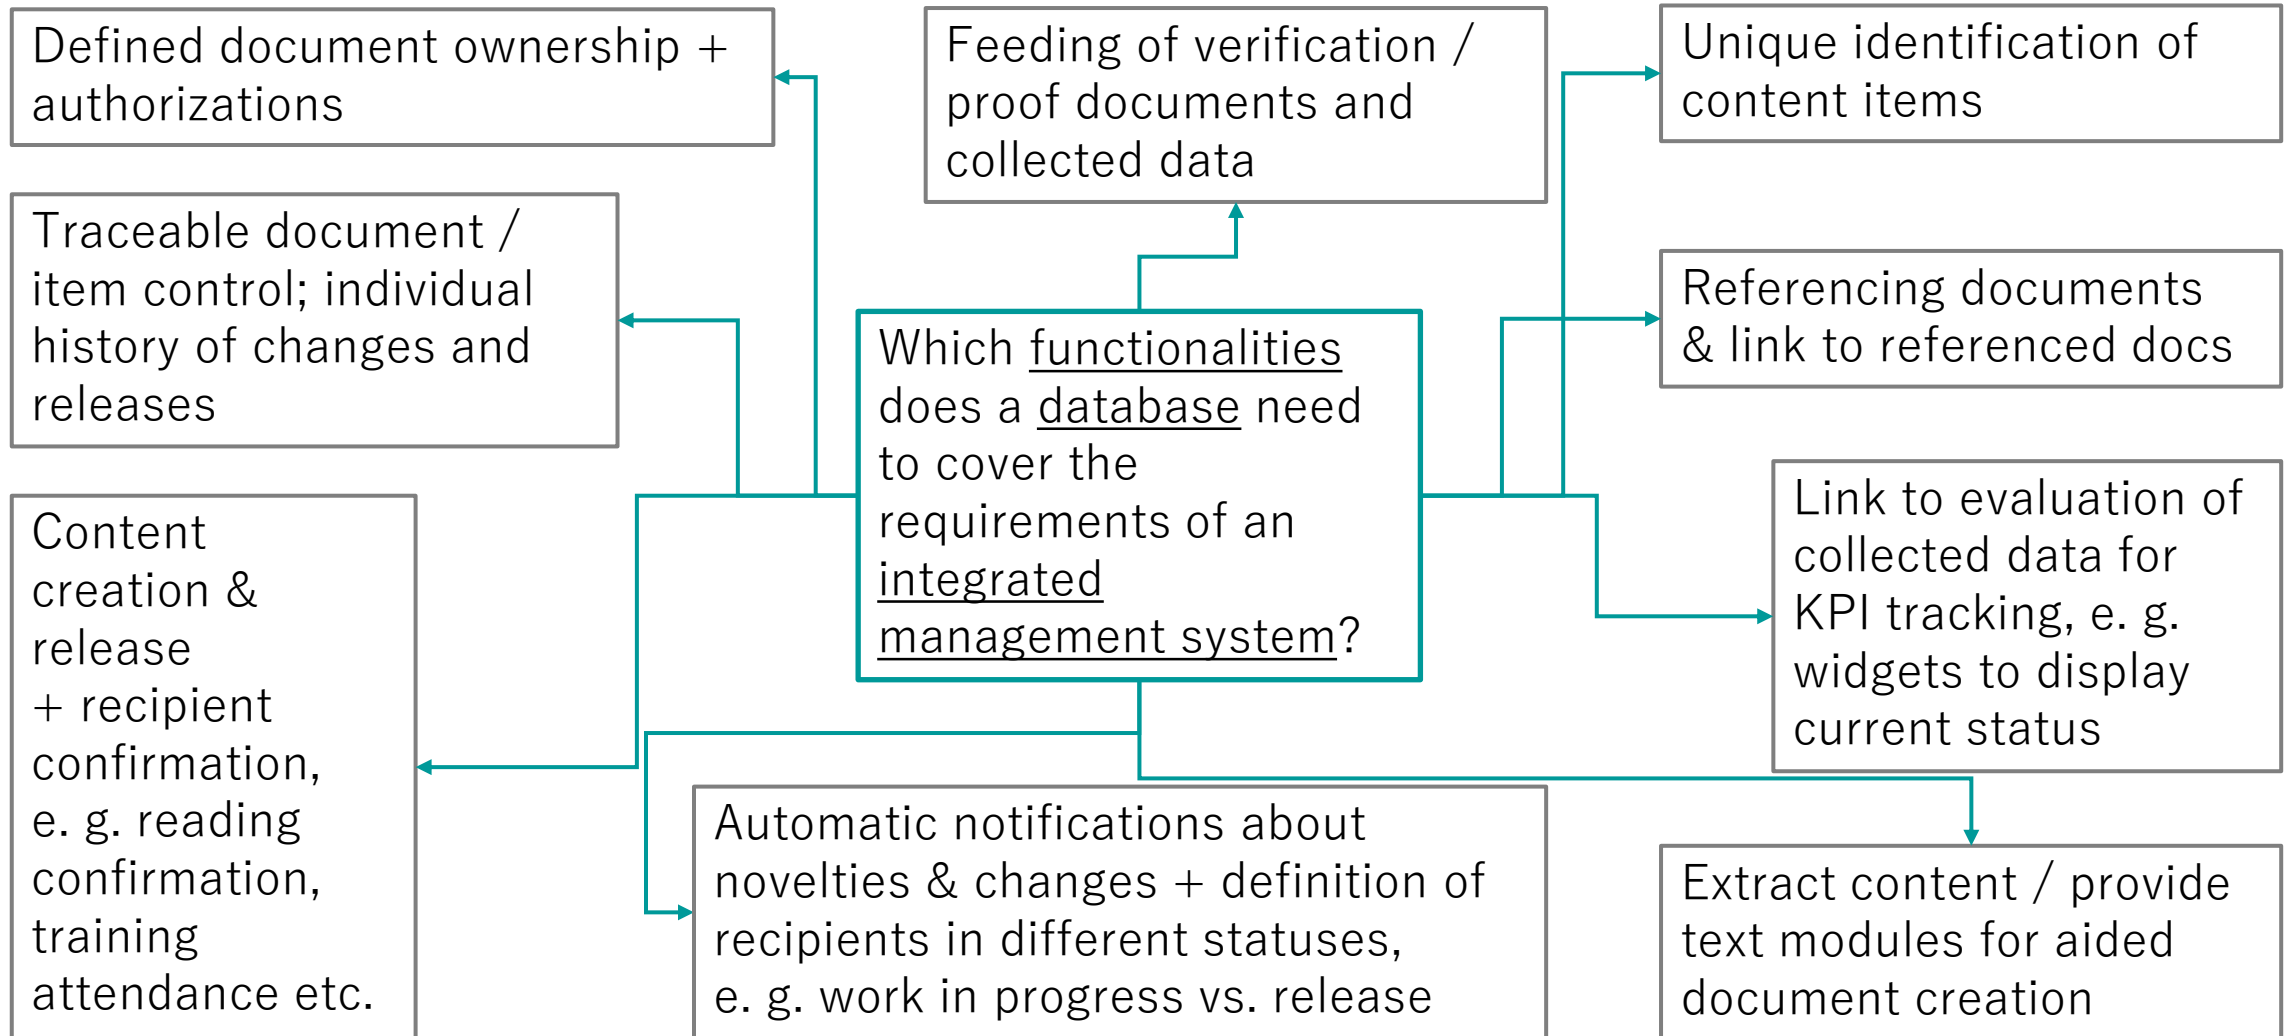 Defined document ownership +
authorizations
Feeding of verification /
proof documents and
collected data
Unique identification of
content items
Traceable document /
item control; individual
history of changes and
releases
Referencing documents
& link to referenced docs
Which functionalities
does a database need
to cover the
requirements of an
integrated
management system?
Content
creation &
release
+ recipient
confirmation,
e. g. reading
confirmation,
training
attendance etc.
Link to evaluation of
collected data for
KPI tracking, e. g.
widgets to display
current status
Automatic notifications about
novelties & changes + definition of
recipients in different statuses,
e. g. work in progress vs. release
Extract content / provide
text modules for aided
document creation